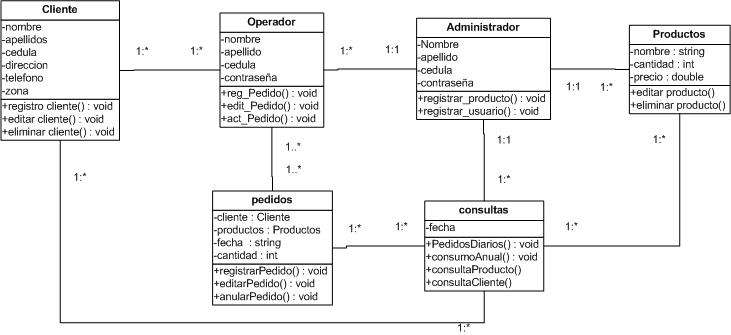 Cliente
-nombre
-apellidos
-cedula
-direccion
-telefono
-zona
+registro cliente() : void
+editar cliente() : void
+eliminar cliente() : void
1:*
1:*
Operador
-nombre
-apellido
-cedula
-contraseña
+reg_Pedido() : void
+edit_Pedido() : void
+act_Pedido() : void
1:*
1:1
Administrador
-Nombre
-apellido
-cedula
-contraseña
+registrar_producto() : void
+registrar_usuario() : void
1:1
1:*
Productos
-nombre : string
-cantidad : int
-precio : double
+editar producto()
+eliminar producto()
1..*
1..*
1:1
1:*
1:*
1:*
pedidos
-cliente : Cliente
-productos : Productos
-fecha : string
-cantidad : int
+registrarPedido() : void
+editarPedido() : void
+anularPedido() : void
1:*
1:*
consultas
-fecha
+PedidosDiarios() : void
+consumoAnual() : void
+consultaProducto()
+consultaCliente()
1:*
1:*